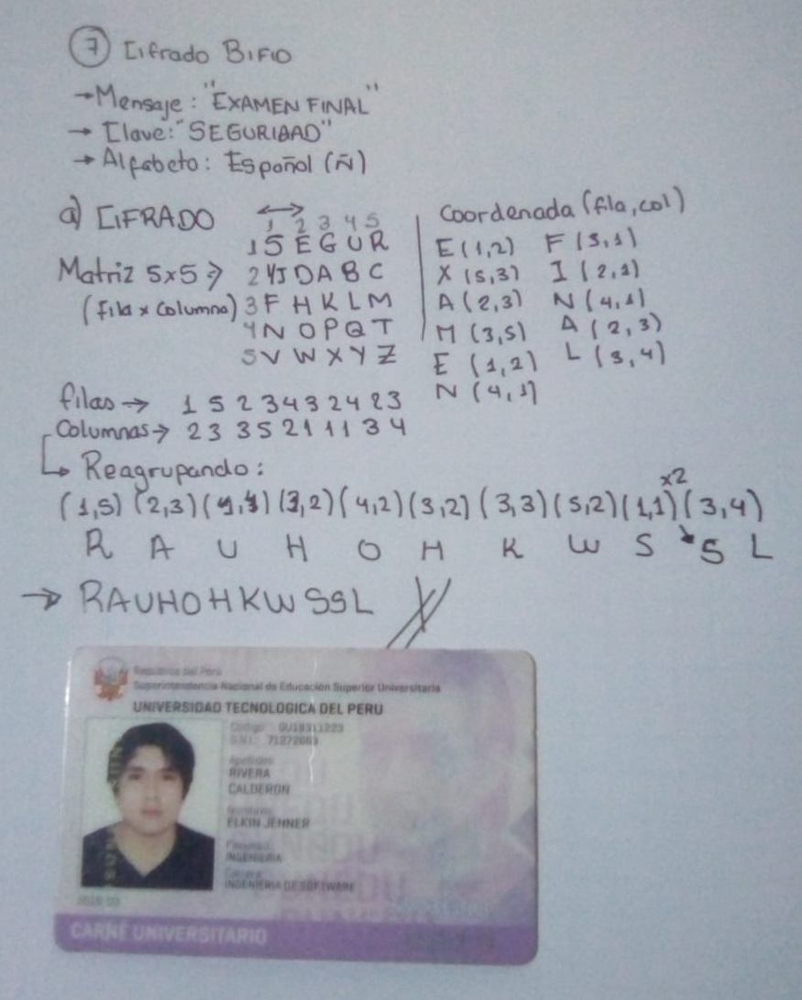 ⑦ Cifrado BIFID
→ Mensaje: "EXAMEN FINAL"
→ Clave: "SEGURIDAD"
→ Alfabeto: Español (Ñ)
a) CIFRADO
↔
1 2 3 4 5
1 S E G U R
Matriz 5x5 ⇒ 2 I/J D A B C
(fila x Columna) 3 F H K L M
4 N O P Q T
5 V W X Y Z
Coordenada (fila, col)
E (1,2) F (3,1)
X (5,3) I (2,1)
A (2,3) N (4,1)
M (3,5) A (2,3)
E (1,2) L (3,4)
N (4,1)
filas → 1 5 2 3 4 3 2 4 2 3
Columnas → 2 3 3 5 2 1 1 1 3 4
↳ Reagrupando:
x2
(1,5) (2,3) (3,2) (4,2) (3,2) (3,3) (5,2) (1,1) (3,4)
R A U H O H K W S S L
→ RAUHOHKWSSL
República del Perú
Superintendencia Nacional de Educación Superior Universitaria
UNIVERSIDAD TECNOLOGICA DEL PERU
Código:
D.N.I.:
Apellidos
RIVERA
CALDERON
Nombres
ELKIN JENNER
Facultad
INGENIERIA
Carrera
INGENIERIA DE SOFTWARE
CARNÉ UNIVERSITARIO